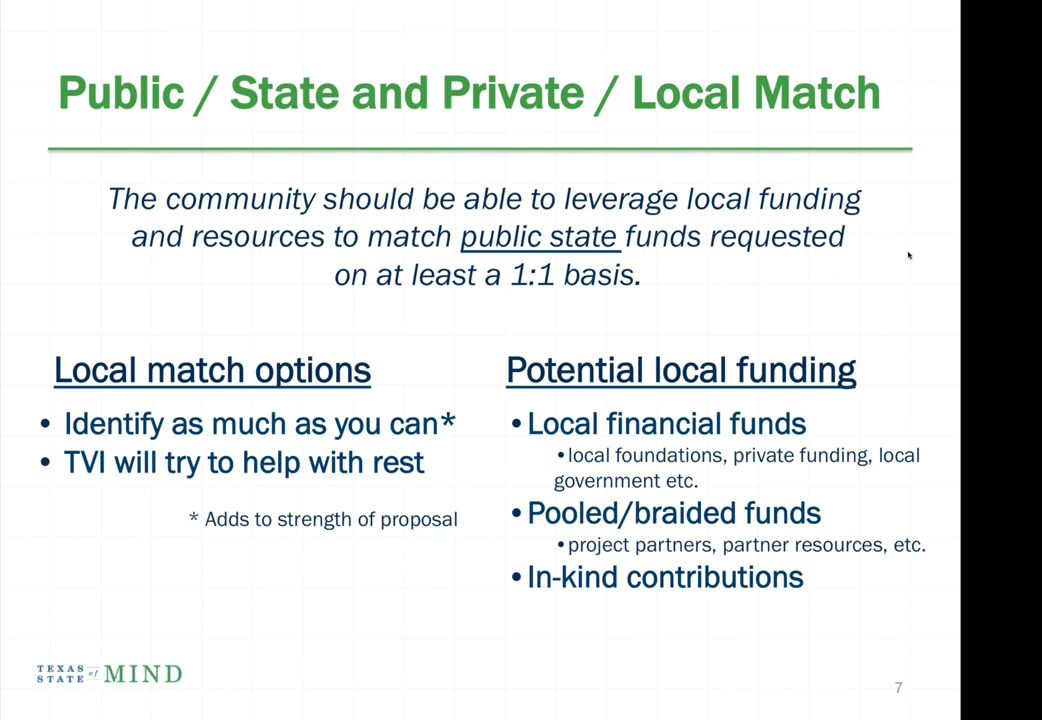 Public / State and Private / Local Match
The community should be able to leverage local funding
and resources to match public state funds requested
on at least a 1:1 basis.
Local match options
• Identify as much as you can*
• TVI will try to help with rest
* Adds to strength of proposal
Potential local funding
•Local financial funds
•local foundations, private funding, local
government etc.
•Pooled/braided funds
•project partners, partner resources, etc.
•In-kind contributions
TEXAS STATE of MIND
7